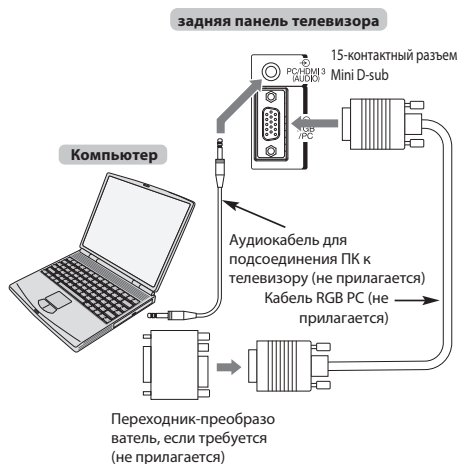 задняя панель телевизора
15-контактный разъем
Mini D-sub
PC/HDMI 3
(AUDIO)
RGB
/PC
Компьютер
Аудиокабель для
подсоединения ПК к
телевизору (не прилагается)
Кабель RGB PC (не
прилагается)
Переходник-преобразо
ватель, если требуется
(не прилагается)